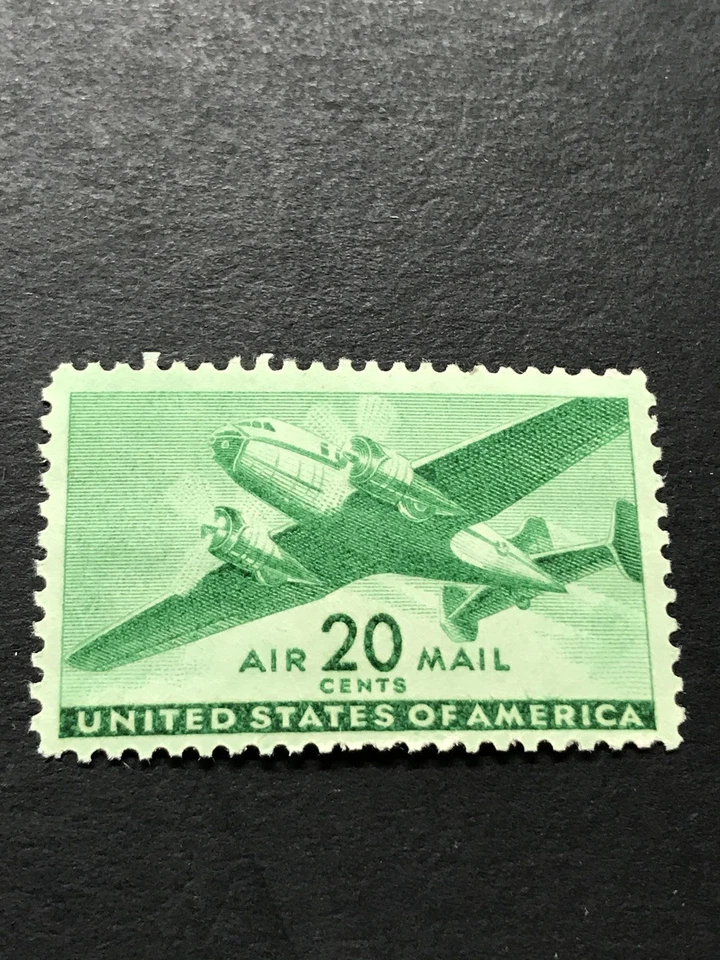 AIR 20 MAIL
CENTS
UNITED STATES OF AMERICA